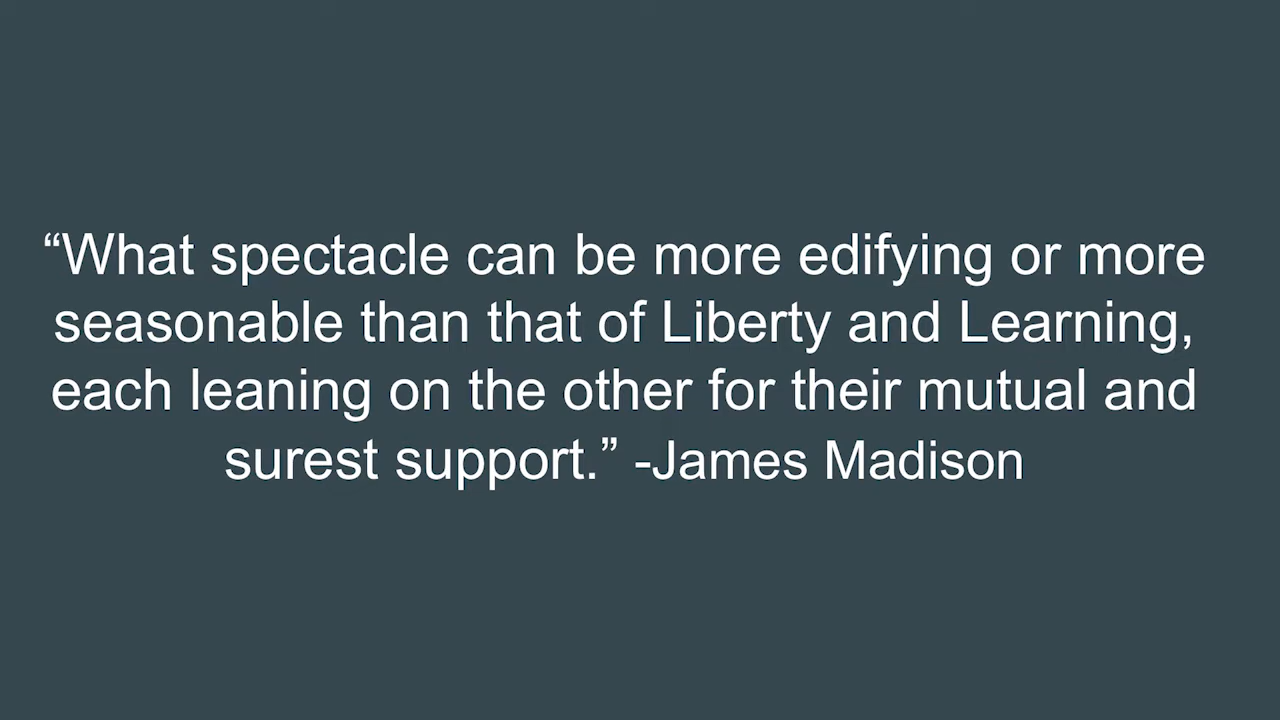 “What spectacle can be more edifying or more
seasonable than that of Liberty and Learning,
each leaning on the other for their mutual and
surest support.” -James Madison